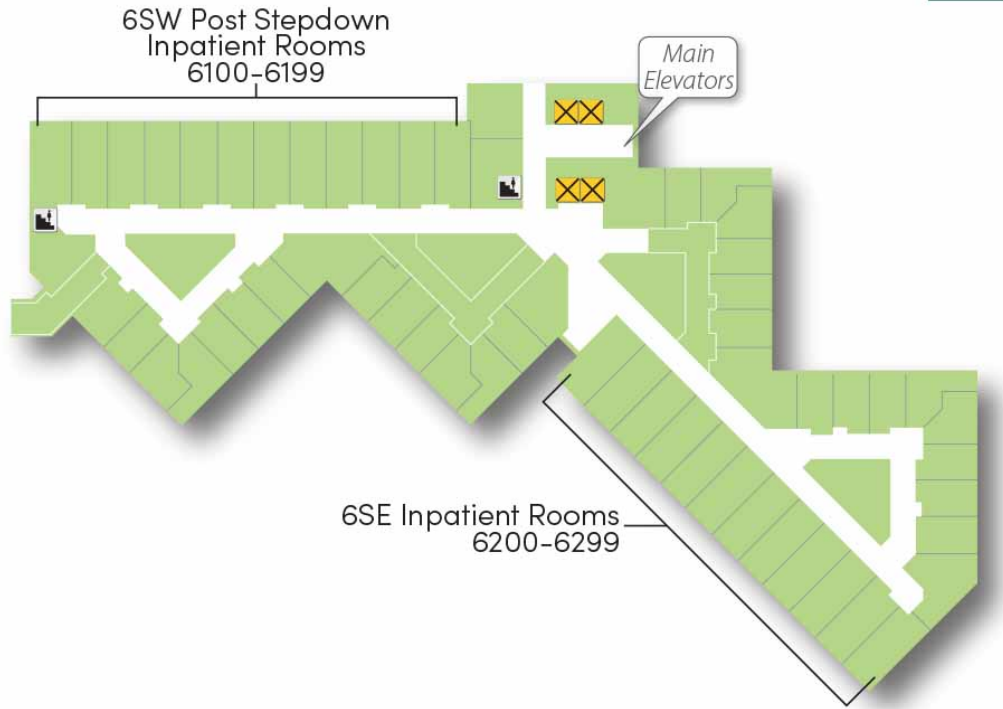 6SW Post Stepdown
Inpatient Rooms
6100-6199
Main
Elevators
6SE Inpatient Rooms
6200-6299